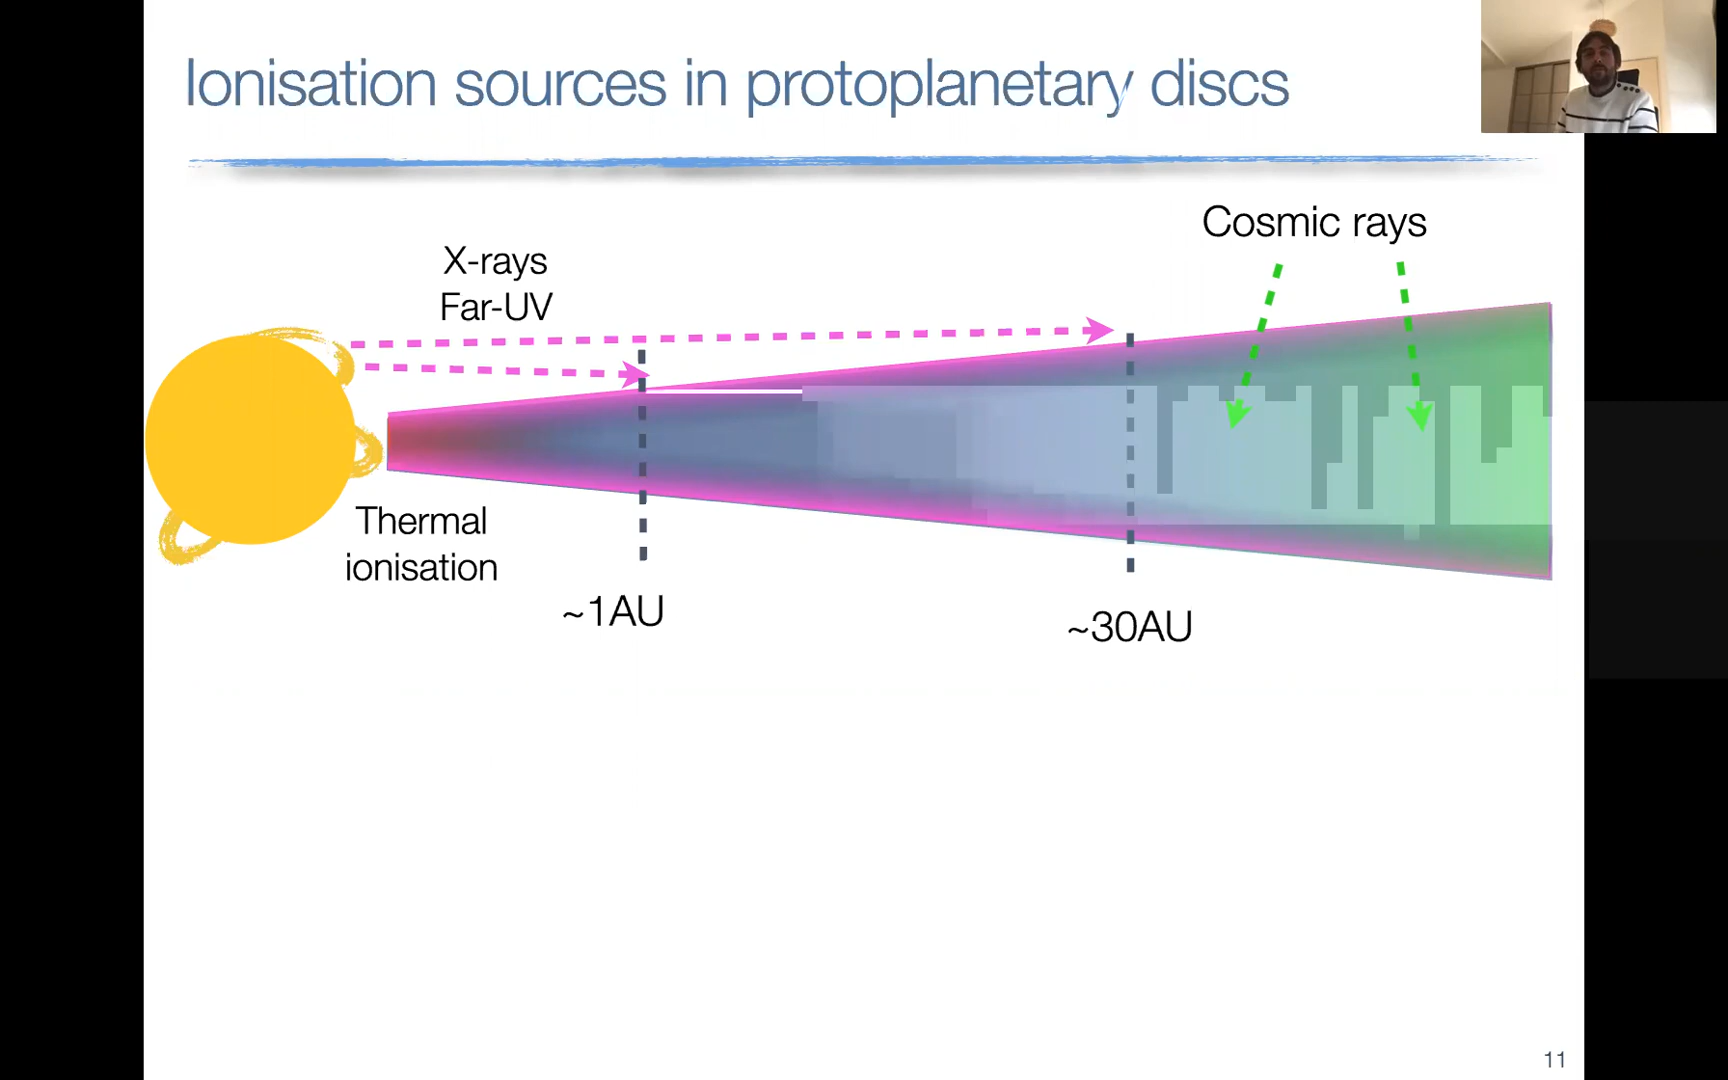 Ionisation sources in protoplanetary discs
Cosmic rays
X-rays
Far-UV
Thermal
ionisation
~1AU
~30AU
11